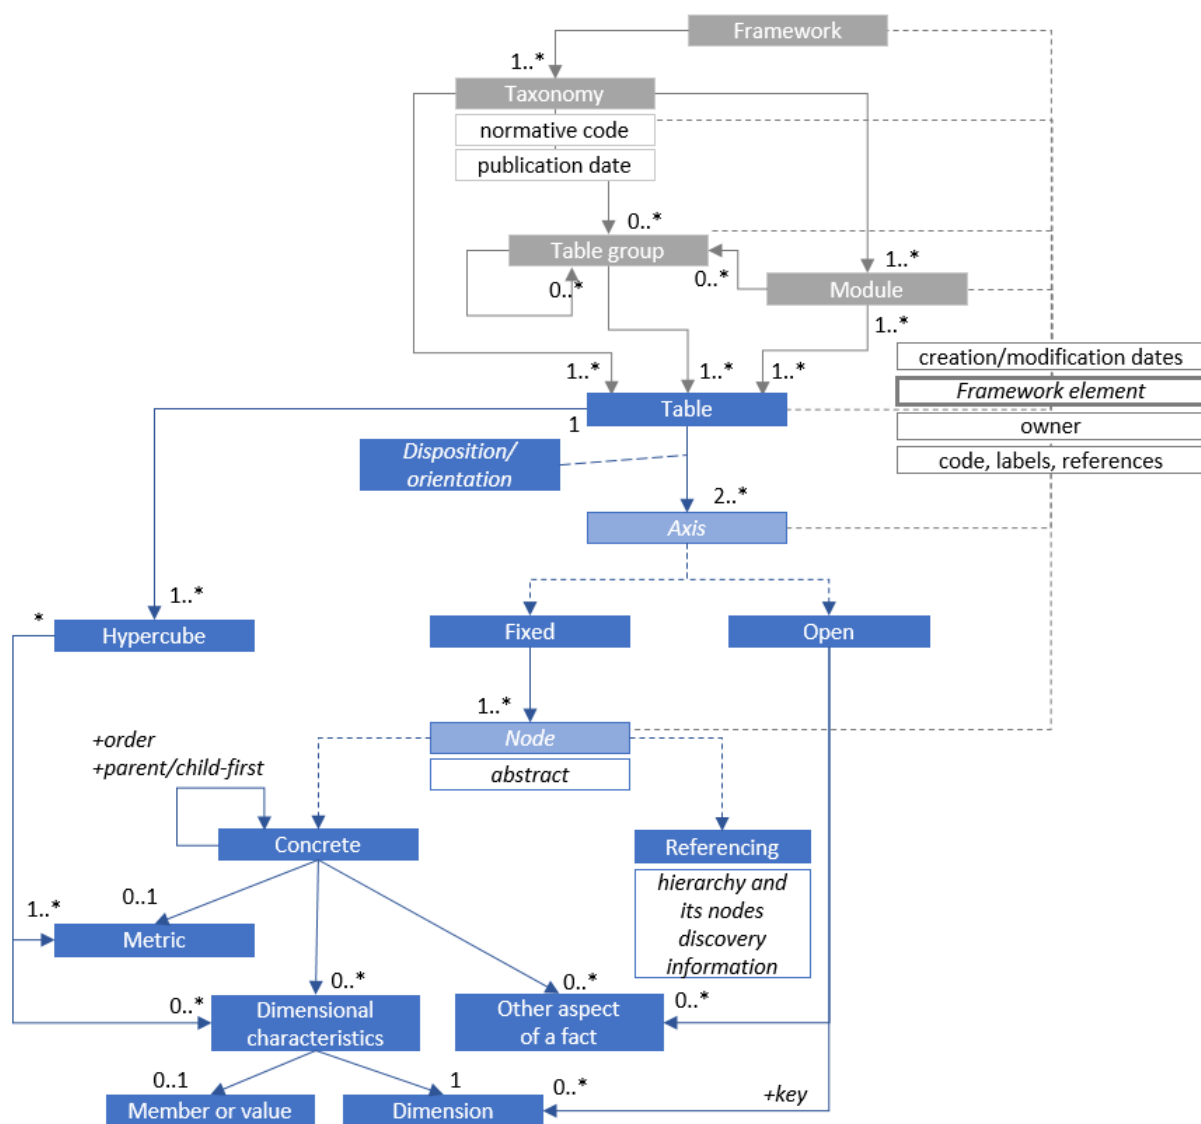 Framework
1..*
Taxonomy
normative code
publication date
0..*
Table group
0..*
0..*
1..*
Module
1..*
creation/modification dates
1..*
1..*
1..*
Framework element
Table
1
owner
Disposition/
orientation
code, labels, references
2..*
Axis
1..*
*
Hypercube
Fixed
Open
1..*
Node
+order
+parent/child-first
abstract
Concrete
Referencing
hierarchy and
its nodes
discovery
information
0..1
1..*
Metric
0..*
0..*
0..*
0..*
Dimensional
characteristics
Other aspect
of a fact
0..1
1
0..*
+key
Member or value
Dimension